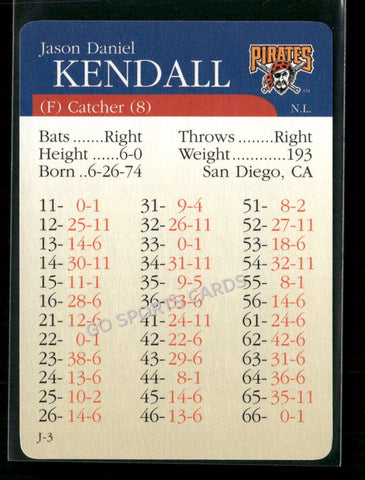 Jason Daniel
KENDALL
PIRATES
(F) Catcher (8)
N.L.
Bats .......Right Throws .......Right
Height ......6-0 Weight ............193
Born ..6-26-74 San Diego, CA
11- 0-1 31- 9-4 51- 8-2
12- 25-11 32- 26-11 52- 27-11
13- 14-6 33- 0-1 53- 18-6
14- 30-11 34- 24-11 54- 32-11
15- 11-1 35- 9-5 55- 8-1
16- 28-6 36- 13-6 56- 14-6
21- 12-6 41- 24-11 61- 24-6
22- 0-1 42- 22-6 62- 42-6
23- 38-6 43- 29-6 63- 31-6
24- 13-6 44- 8-1 64- 36-6
25- 10-2 45- 14-6 65- 35-11
26- 14-6 46- 13-6 66- 0-1
J-3
GO SPORTS CARDS